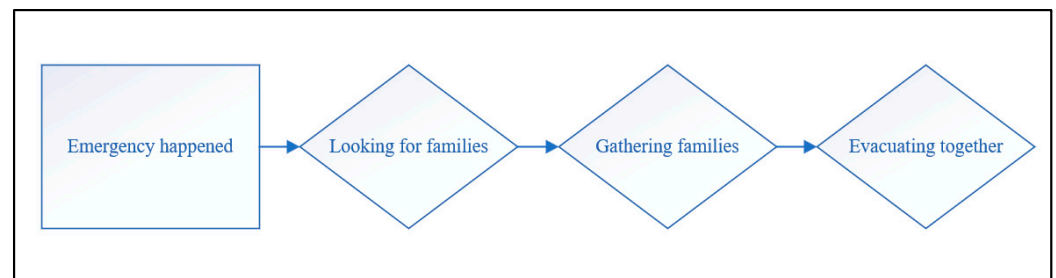 Emergency happened
Looking for families
Gathering families
Evacuating together